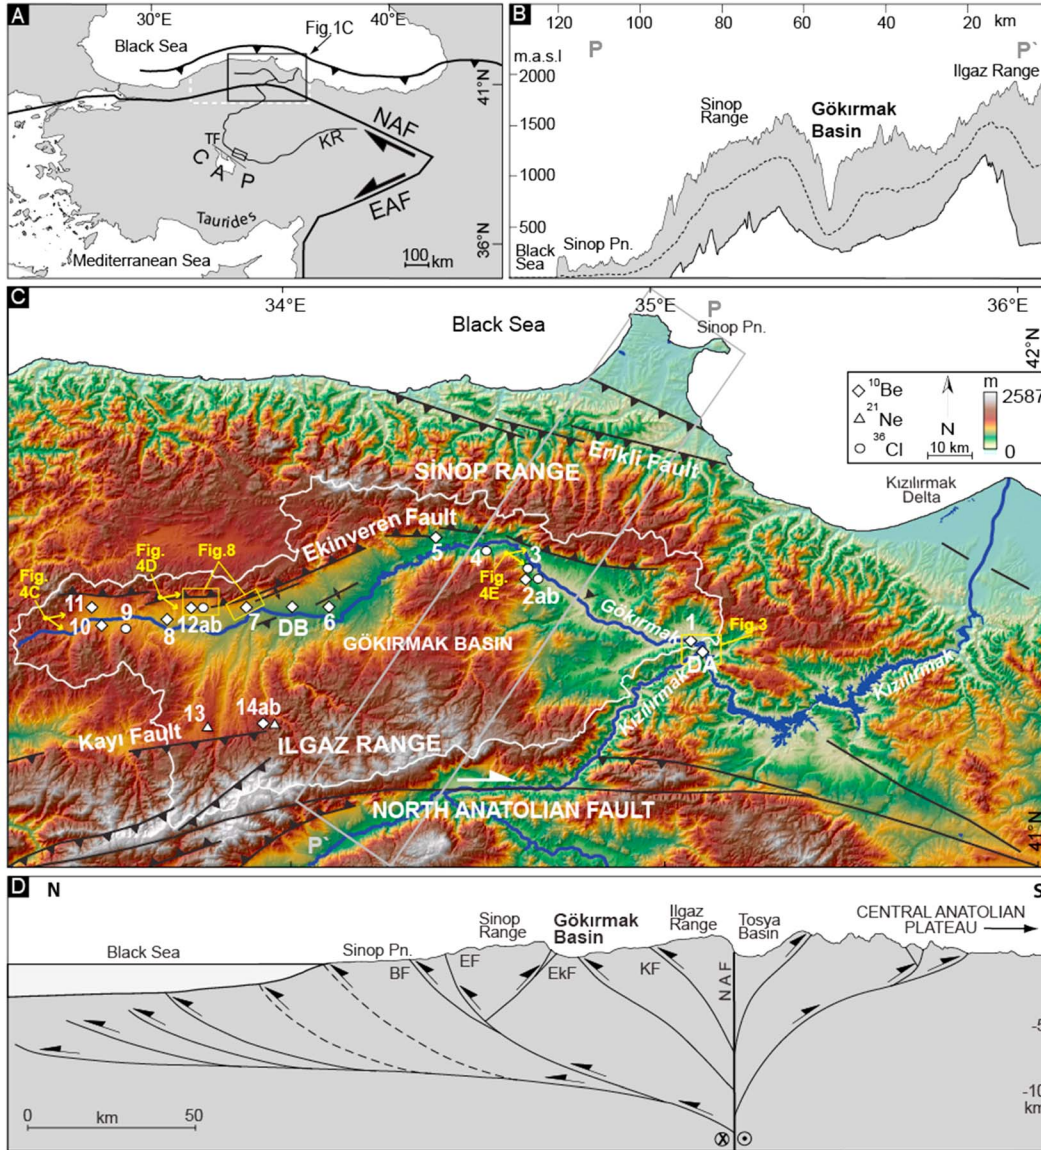 A
30°E
40°E
Black Sea
Fig.1C
41°N
NAF
TF
KR
CAP
EAF
Taurides
36°N
Mediterranean Sea
100
km
B
120
100
80
60
40
20
km
P
P`
m.a.s.l
2000
1500
1000
500
Ilgaz Range
Sinop
Range
Gökırmak
Basin
Black
Sea
Sinop Pn.
C
34°E
35°E
36°E
P
Black Sea
Sinop Pn.
42°N
10Be
21Ne
36Cl
N
10 km
m
2587
0
Erikli Fault
SİNOP RANGE
Kızılırmak
Delta
Ekinveren Fault
Fig.
4D
Fig.8
Fig.
4C
5
4
3
Fig.
4E
2ab
11
10
9
8
12ab
7
DB
6
Gökırmak
1
Fig.3
DA
GÖKIRMAK BASIN
Kızılırmak
Kızılırmak
13
14ab
Kayı Fault
ILGAZ RANGE
NORTH ANATOLIAN FAULT
P`
41°N
D
N
S
Black Sea
Sinop Pn.
Sinop
Range
Gökırmak
Basin
Ilgaz
Range
Tosya
Basin
CENTRAL ANATOLIAN
PLATEAU
BF
EF
EkF
KF
NAF
-5
-10
km
0
50
km